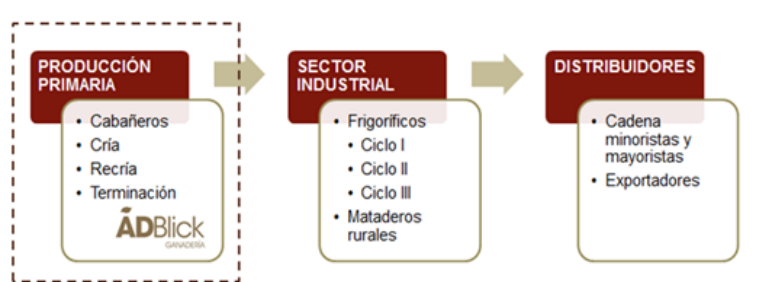 PRODUCCIÓN
PRIMARIA
• Cabañeros
• Cría
• Recría
• Terminación
ADBlick
GANADERÍA
SECTOR
INDUSTRIAL
• Frigoríficos
• Ciclo I
• Ciclo II
• Ciclo III
• Mataderos
rurales
DISTRIBUIDORES
• Cadena
minoristas y
mayoristas
• Exportadores